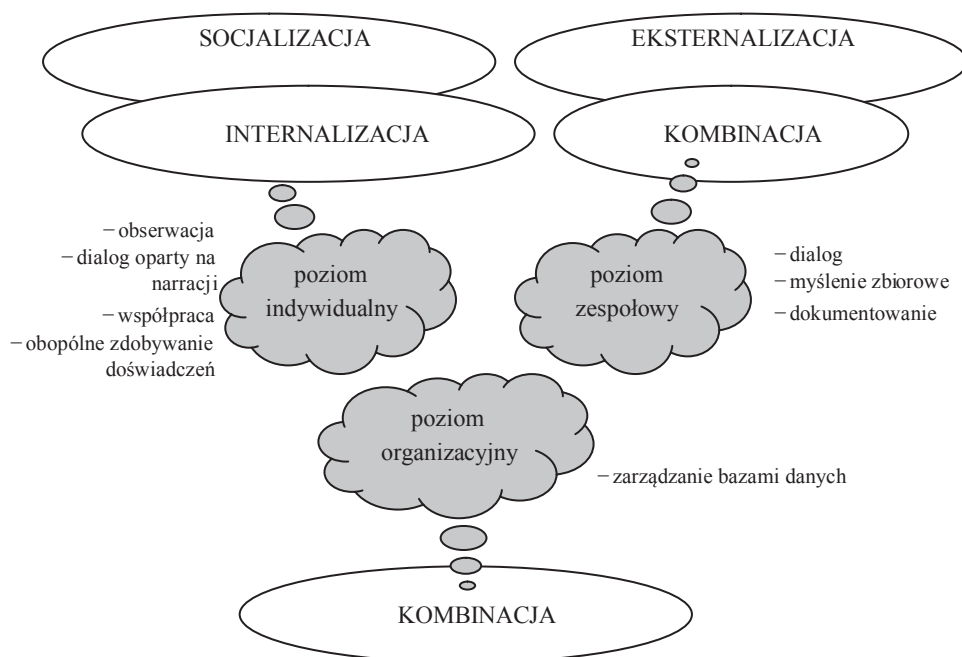 SOCJALIZACJA
EKSTERNALIZACJA
INTERNALIZACJA
KOMBINACJA
– obserwacja
– dialog oparty na
narracji
– współpraca
– obopólne zdobywanie
doświadczeń
poziom
indywidualny
poziom
zespołowy
– dialog
– myślenie zbiorowe
– dokumentowanie
poziom
organizacyjny
– zarządzanie bazami danych
KOMBINACJA